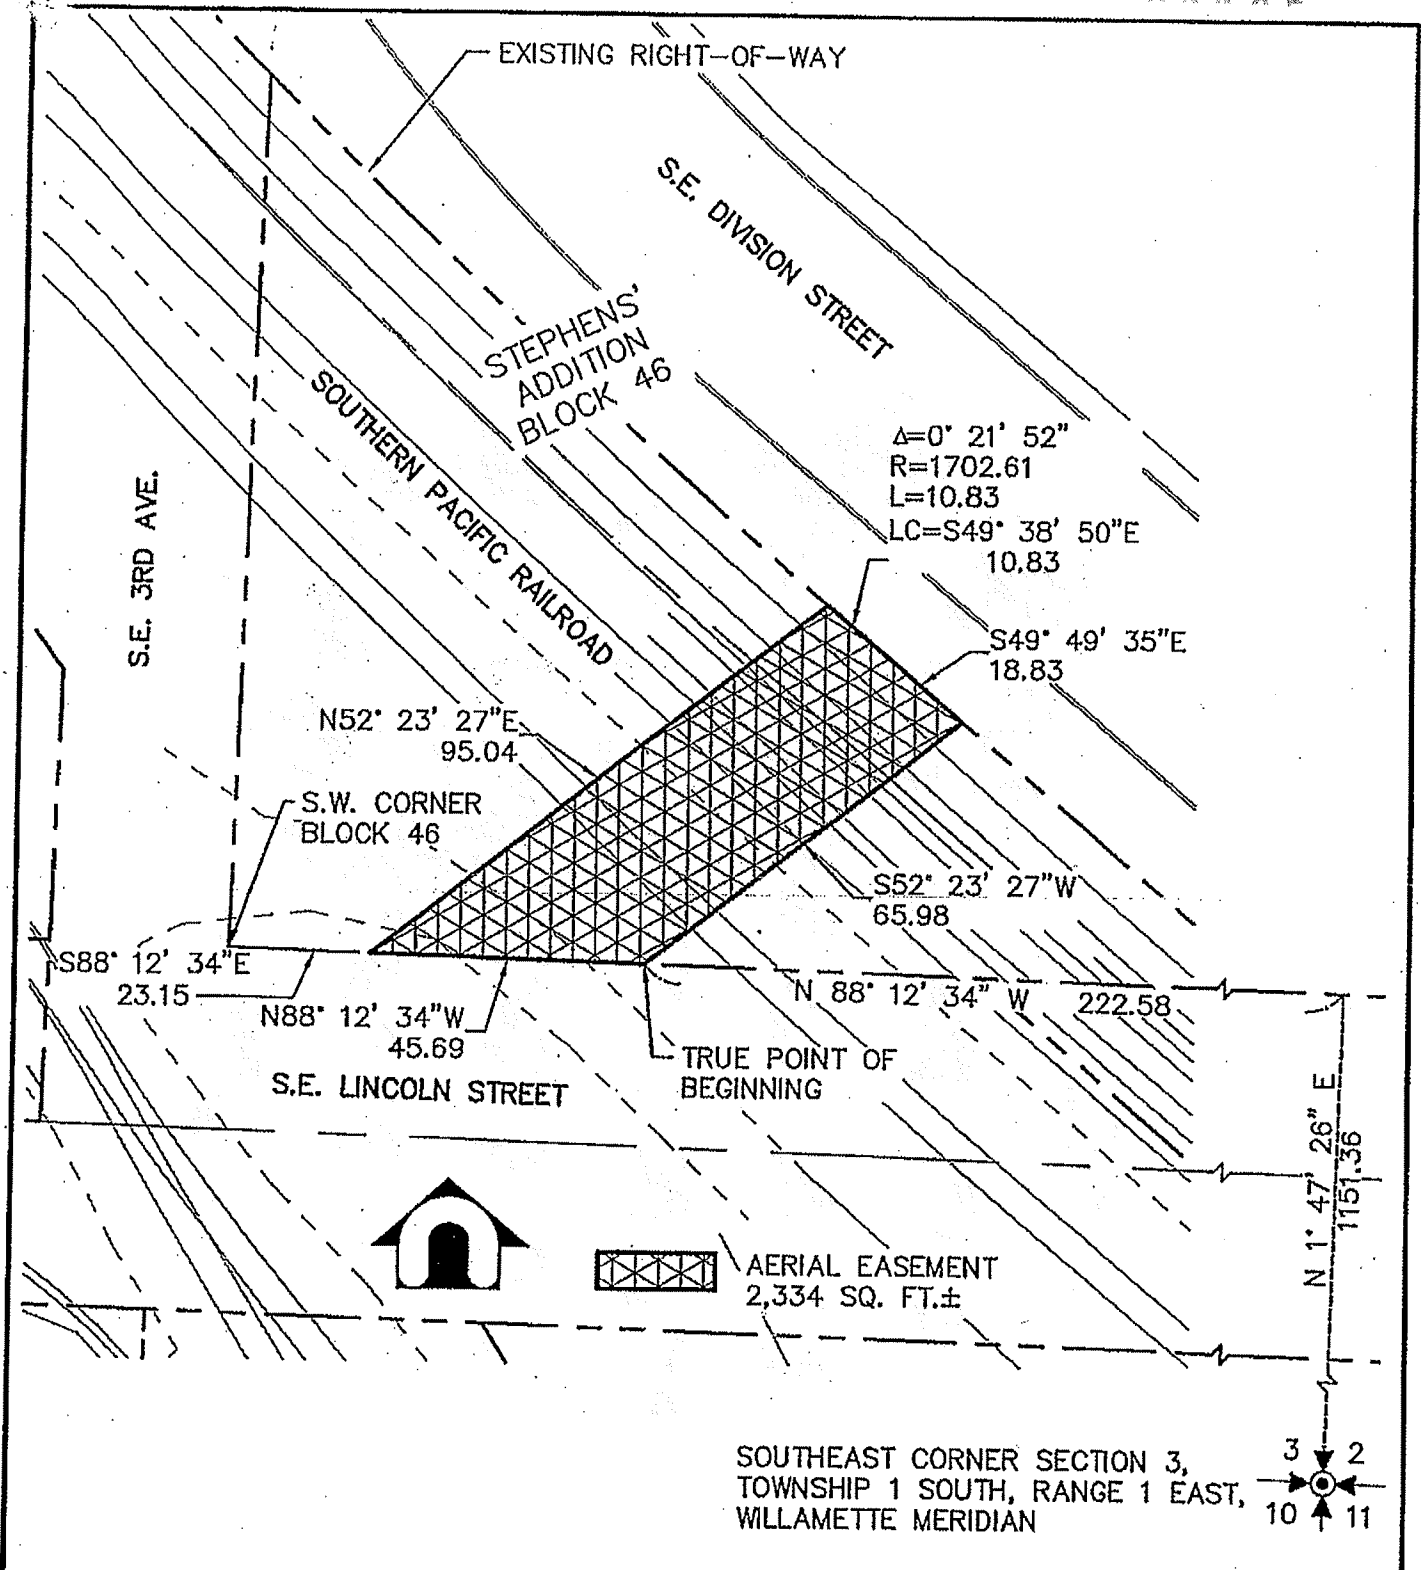 EXISTING RIGHT-OF-WAY
S.E. DIVISION STREET
STEPHENS'
ADDITION
BLOCK 46
SOUTHERN PACIFIC RAILROAD
S.E. 3RD AVE.
Δ=0° 21' 52"
R=1702.61
L=10.83
LC=S49° 38' 50"E
10.83
S49° 49' 35"E
18.83
N52° 23' 27"E
95.04
S.W. CORNER
BLOCK 46
S52° 23' 27"W
65.98
S88° 12' 34"E
23.15
N88° 12' 34"W
45.69
N 88° 12' 34" W 222.58
TRUE POINT OF
BEGINNING
S.E. LINCOLN STREET
N 1° 47' 26" E
1151.36
AERIAL EASEMENT
2,334 SQ. FT.±
SOUTHEAST CORNER SECTION 3,
TOWNSHIP 1 SOUTH, RANGE 1 EAST,
WILLAMETTE MERIDIAN
3 2
10 11